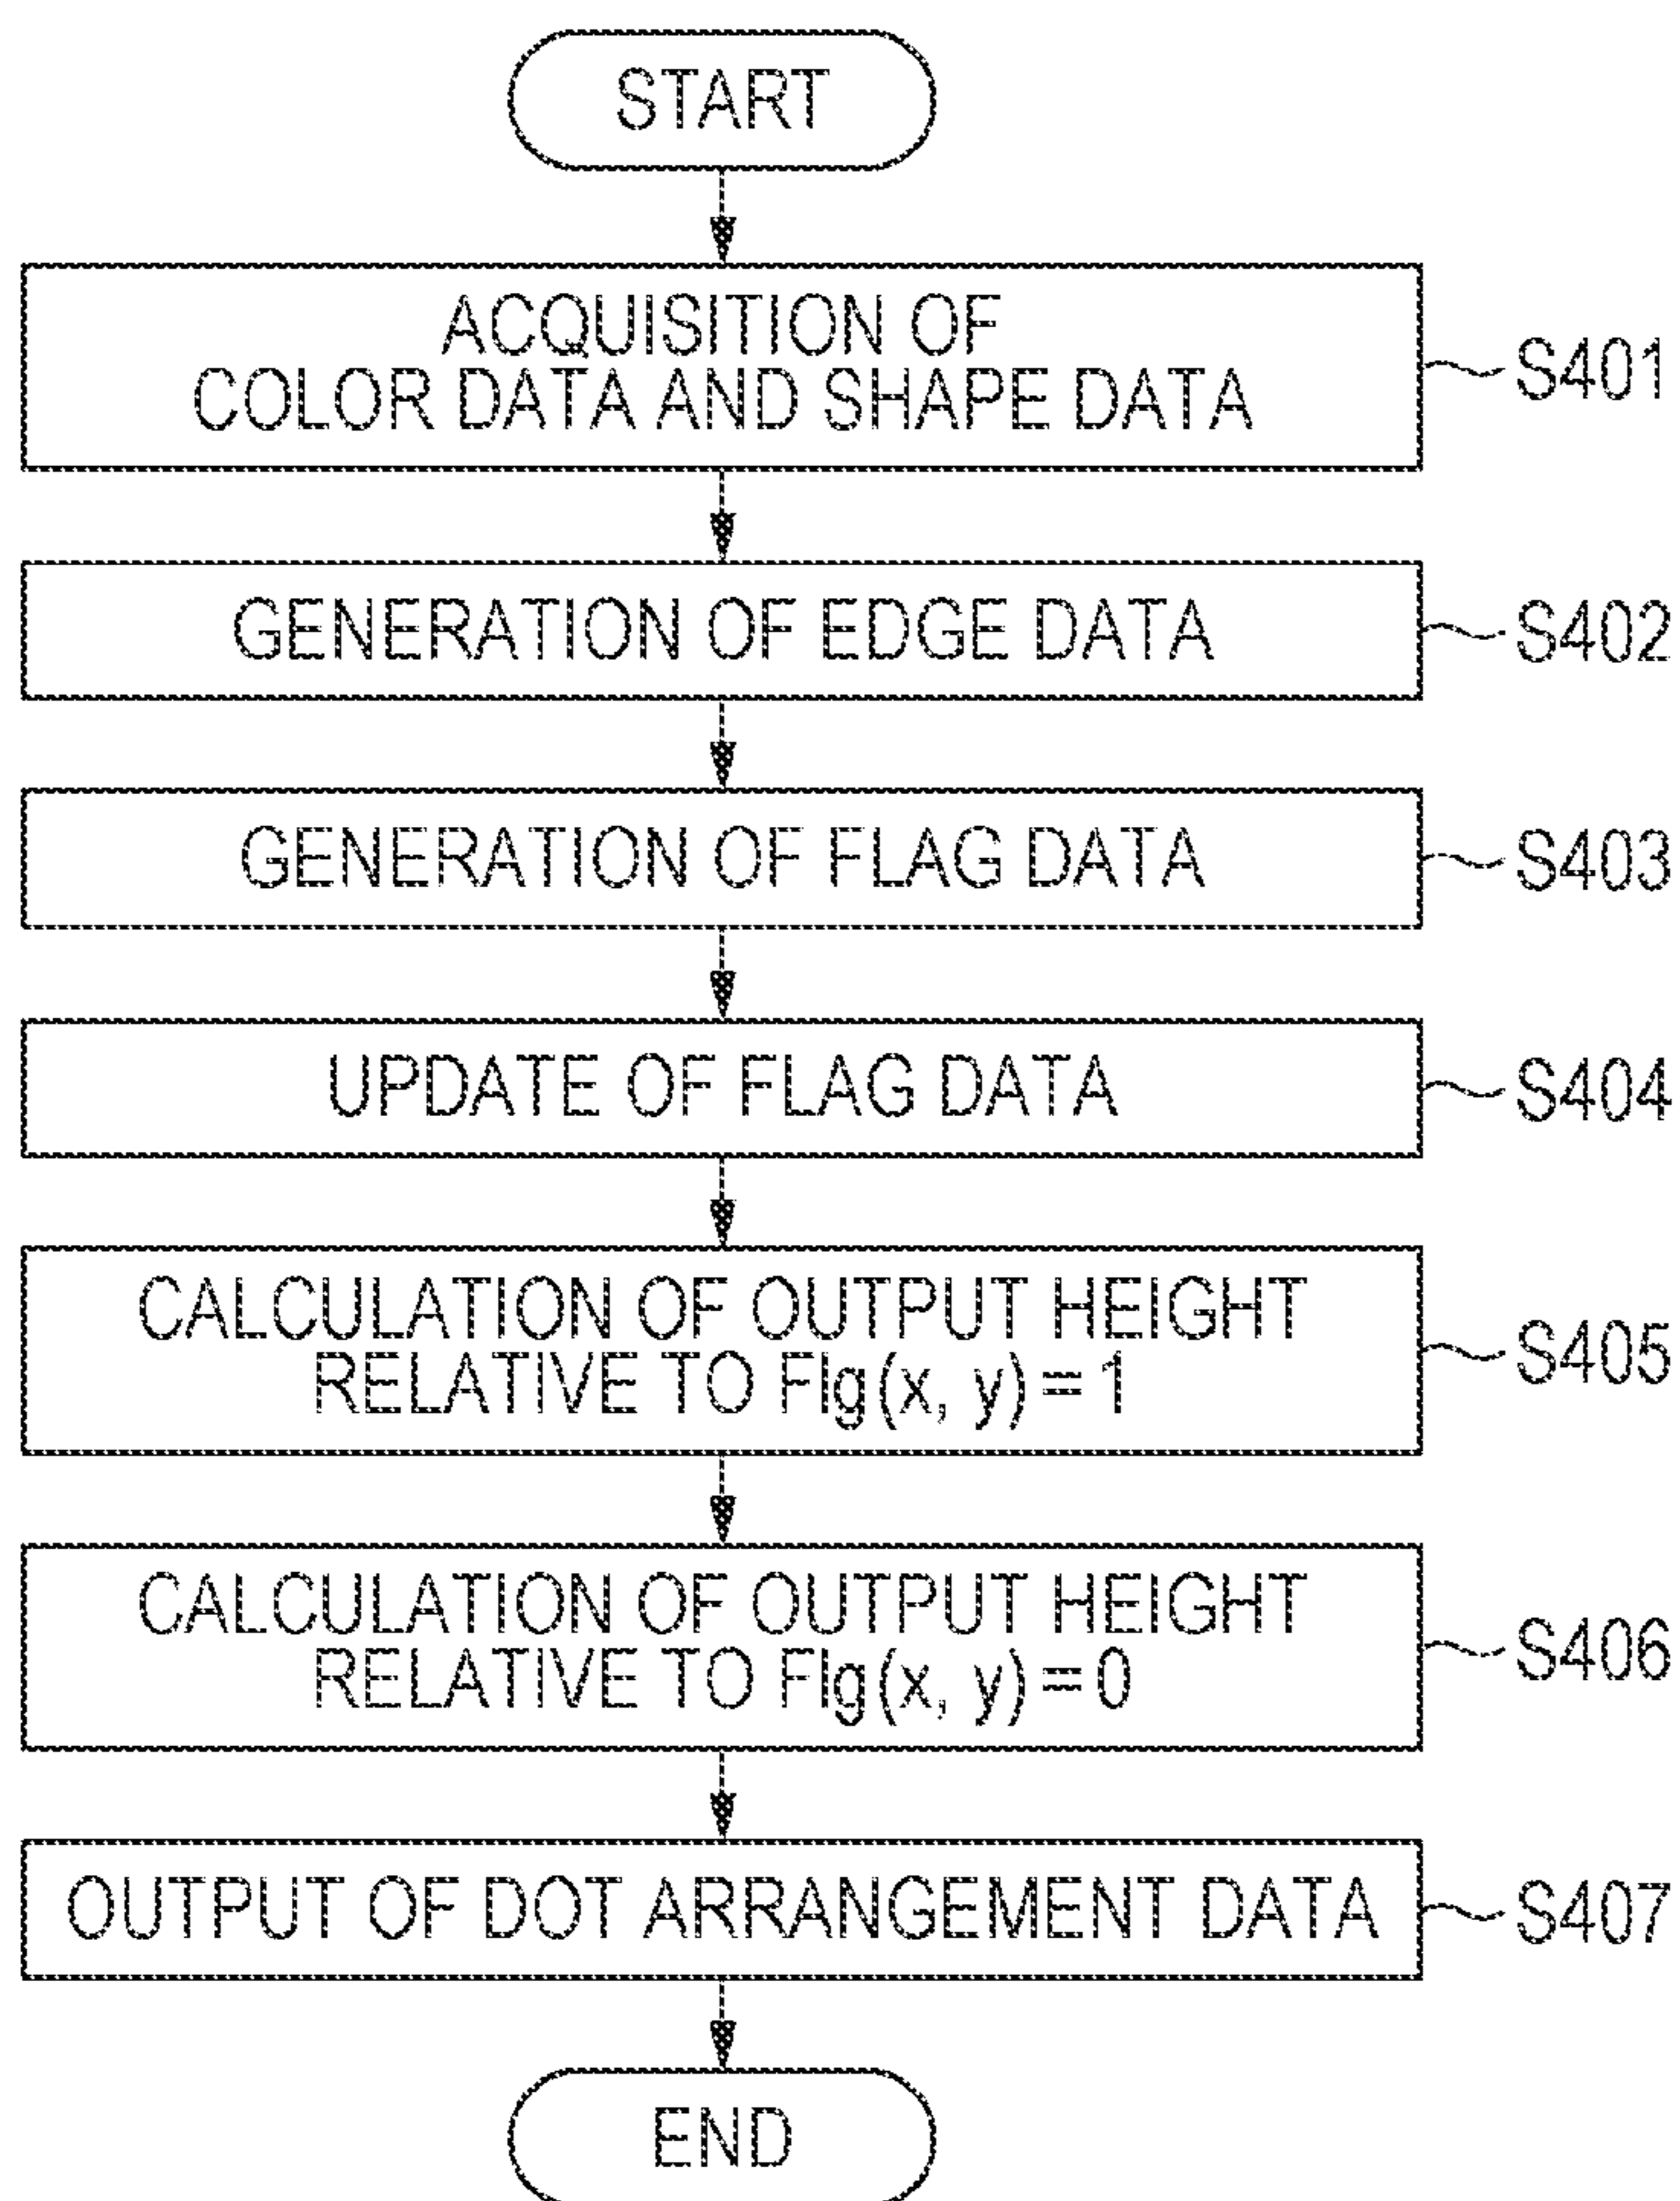 START
ACQUISITION OF
COLOR DATA AND SHAPE DATA
S401
GENERATION OF EDGE DATA
S402
GENERATION OF FLAG DATA
S403
UPDATE OF FLAG DATA
S404
CALCULATION OF OUTPUT HEIGHT
RELATIVE TO Flg(x, y) = 1
S405
CALCULATION OF OUTPUT HEIGHT
RELATIVE TO Flg(x, y) = 0
S406
OUTPUT OF DOT ARRANGEMENT DATA
S407
END